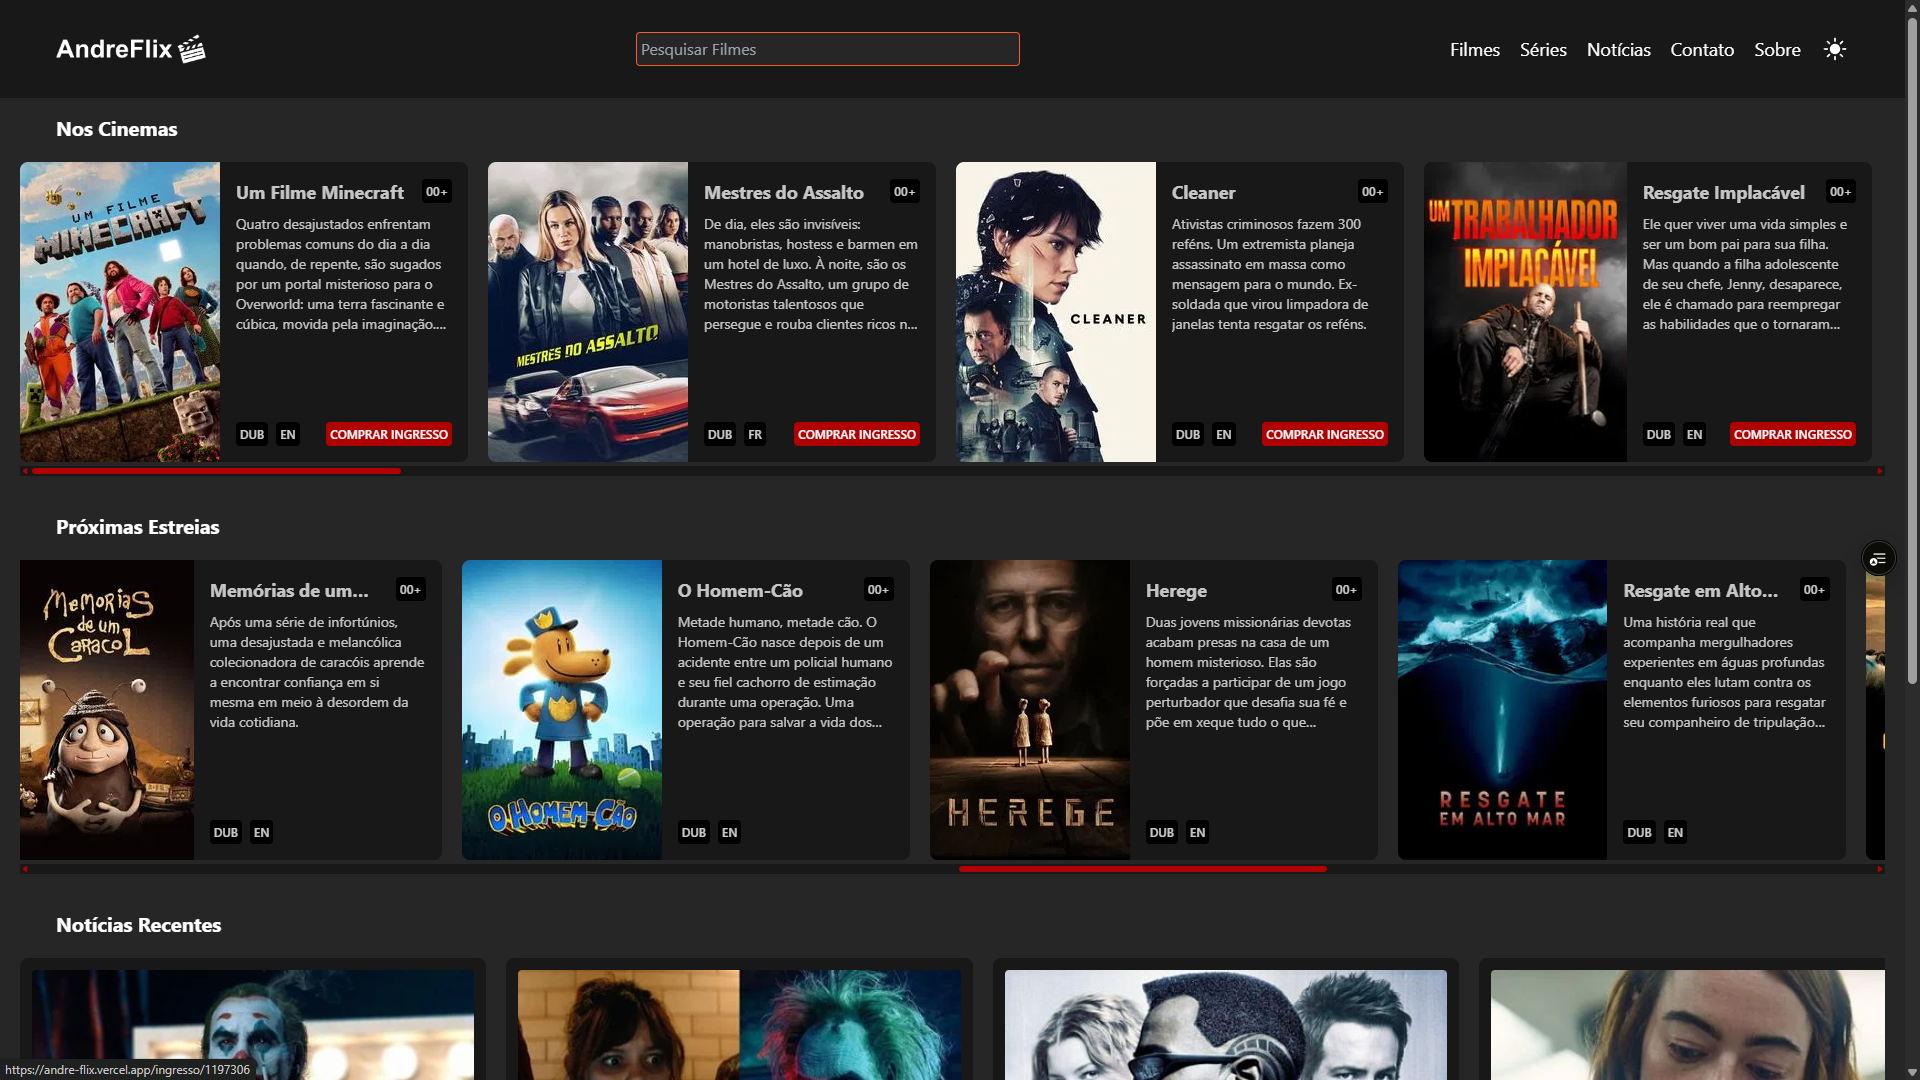 AndreFlix
Pesquisar Filmes
Filmes Séries Notícias Contato Sobre
Nos Cinemas
UM FILME
MINECRAFT
Um Filme Minecraft 00+
Quatro desajustados enfrentam
problemas comuns do dia a dia
quando, de repente, são sugados
por um portal misterioso para o
Overworld: uma terra fascinante e
cúbica, movida pela imaginação....
DUB EN COMPRAR INGRESSO
MESTRES DO ASSALTO
Mestres do Assalto 00+
De dia, eles são invisíveis:
manobristas, hostess e barmen em
um hotel de luxo. À noite, são os
Mestres do Assalto, um grupo de
motoristas talentosos que
persegue e rouba clientes ricos n...
DUB FR COMPRAR INGRESSO
CLEANER
Cleaner 00+
Ativistas criminosos fazem 300
reféns. Um extremista planeja
assassinato em massa como
mensagem para o mundo. Ex-
soldada que virou limpadora de
janelas tenta resgatar os reféns.
DUB EN COMPRAR INGRESSO
UM TRABALHADOR
IMPLACÁVEL
Resgate Implacável 00+
Ele quer viver uma vida simples e
ser um bom pai para sua filha.
Mas quando a filha adolescente
de seu chefe, Jenny, desaparece,
ele é chamado para reempregar
as habilidades que o tornaram...
DUB EN COMPRAR INGRESSO
Próximas Estreias
MEMORIAS
de um
CARACOL
Memórias de um... 00+
Após uma série de infortúnios,
uma desajustada e melancólica
colecionadora de caracóis aprende
a encontrar confiança em si
mesma em meio à desordem da
vida cotidiana.
DUB EN
O HOMEM-CÃO
O Homem-Cão 00+
Metade humano, metade cão. O
Homem-Cão nasce depois de um
acidente entre um policial humano
e seu fiel cachorro de estimação
durante uma operação. Uma
operação para salvar a vida dos...
DUB EN
HEREGE
Herege 00+
Duas jovens missionárias devotas
acabam presas na casa de um
homem misterioso. Elas são
forçadas a participar de um jogo
perturbador que desafia sua fé e
põe em xeque tudo o que...
DUB EN
RESGATE
EM ALTO MAR
Resgate em Alto... 00+
Uma história real que
acompanha mergulhadores
experientes em águas profundas
enquanto eles lutam contra os
elementos furiosos para resgatar
seu companheiro de tripulação...
DUB EN
Notícias Recentes
https://andre-flix.vercel.app/ingresso/1197306